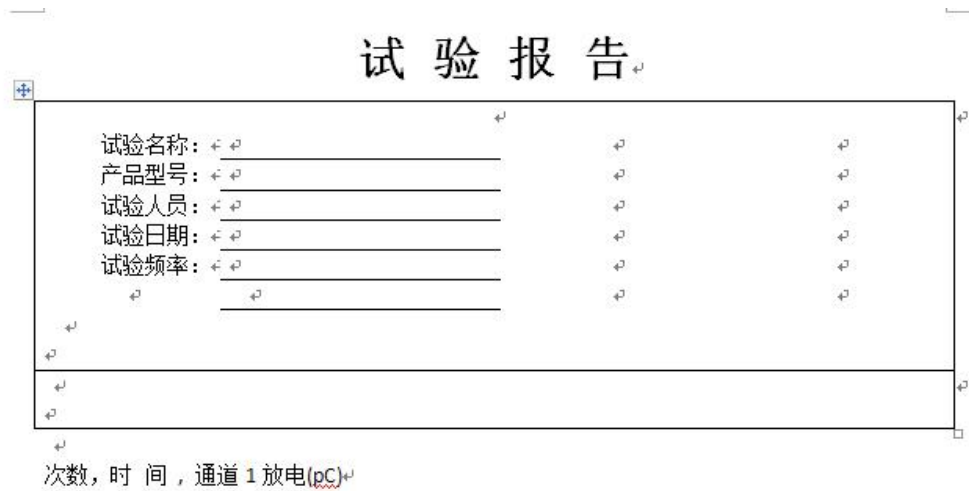 试 验 报 告
试验名称：
产品型号：
试验人员：
试验日期：
试验频率：
次数，时 间，通道 1 放电(pC)